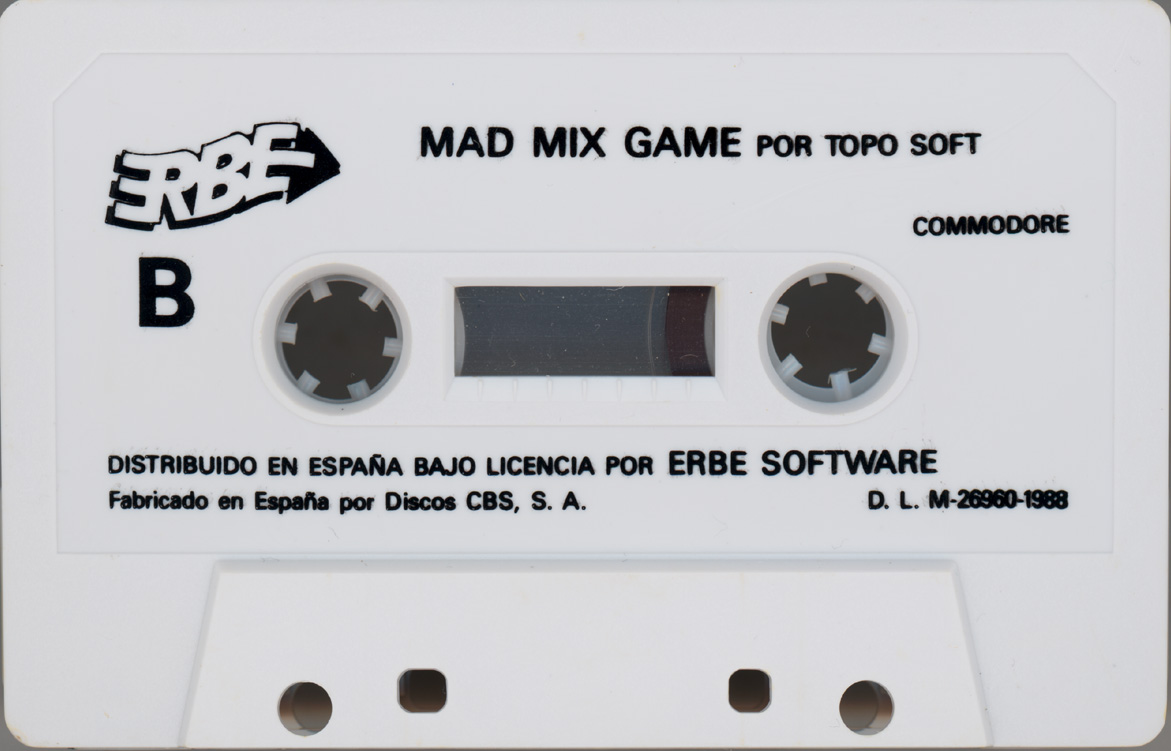 ERBE
MAD MIX GAME POR TOPO SOFT
COMMODORE
B
DISTRIBUIDO EN ESPAÑA BAJO LICENCIA POR ERBE SOFTWARE
Fabricado en España por Discos CBS, S. A.
D. L. M-26960-1988